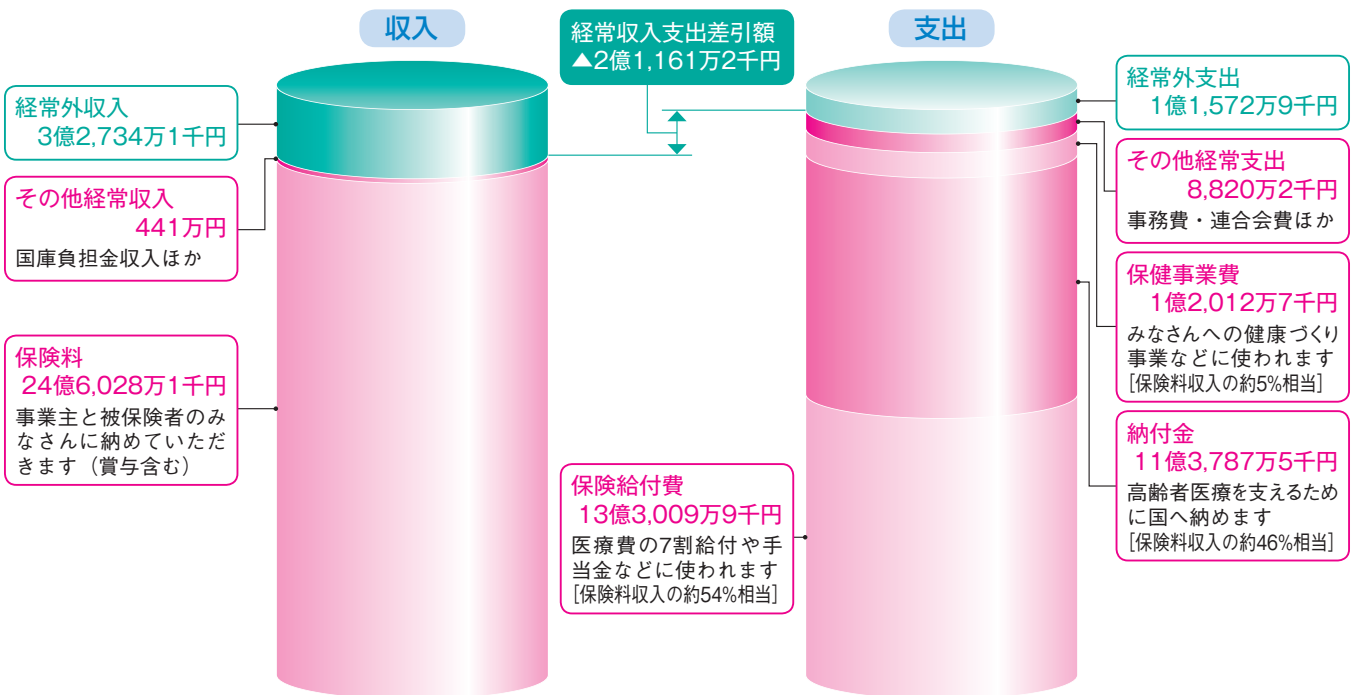 収入
経常外収入
3億2,734万1千円
その他経常収入
441万円
国庫負担金収入ほか
保険料
24億6,028万1千円
事業主と被保険者のみ
なさんに納めていただ
きます（賞与含む）
経常収入支出差引額
▲2億1,161万2千円
支出
経常外支出
1億1,572万9千円
その他経常支出
8,820万2千円
事務費・連合会費ほか
保健事業費
1億2,012万7千円
みなさんへの健康づくり
事業などに使われます
［保険料収入の約5%相当］
納付金
11億3,787万5千円
高齢者医療を支えるため
に国へ納めます
［保険料収入の約46%相当］
保険給付費
13億3,009万9千円
医療費の7割給付や手
当金などに使われます
［保険料収入の約54%相当］